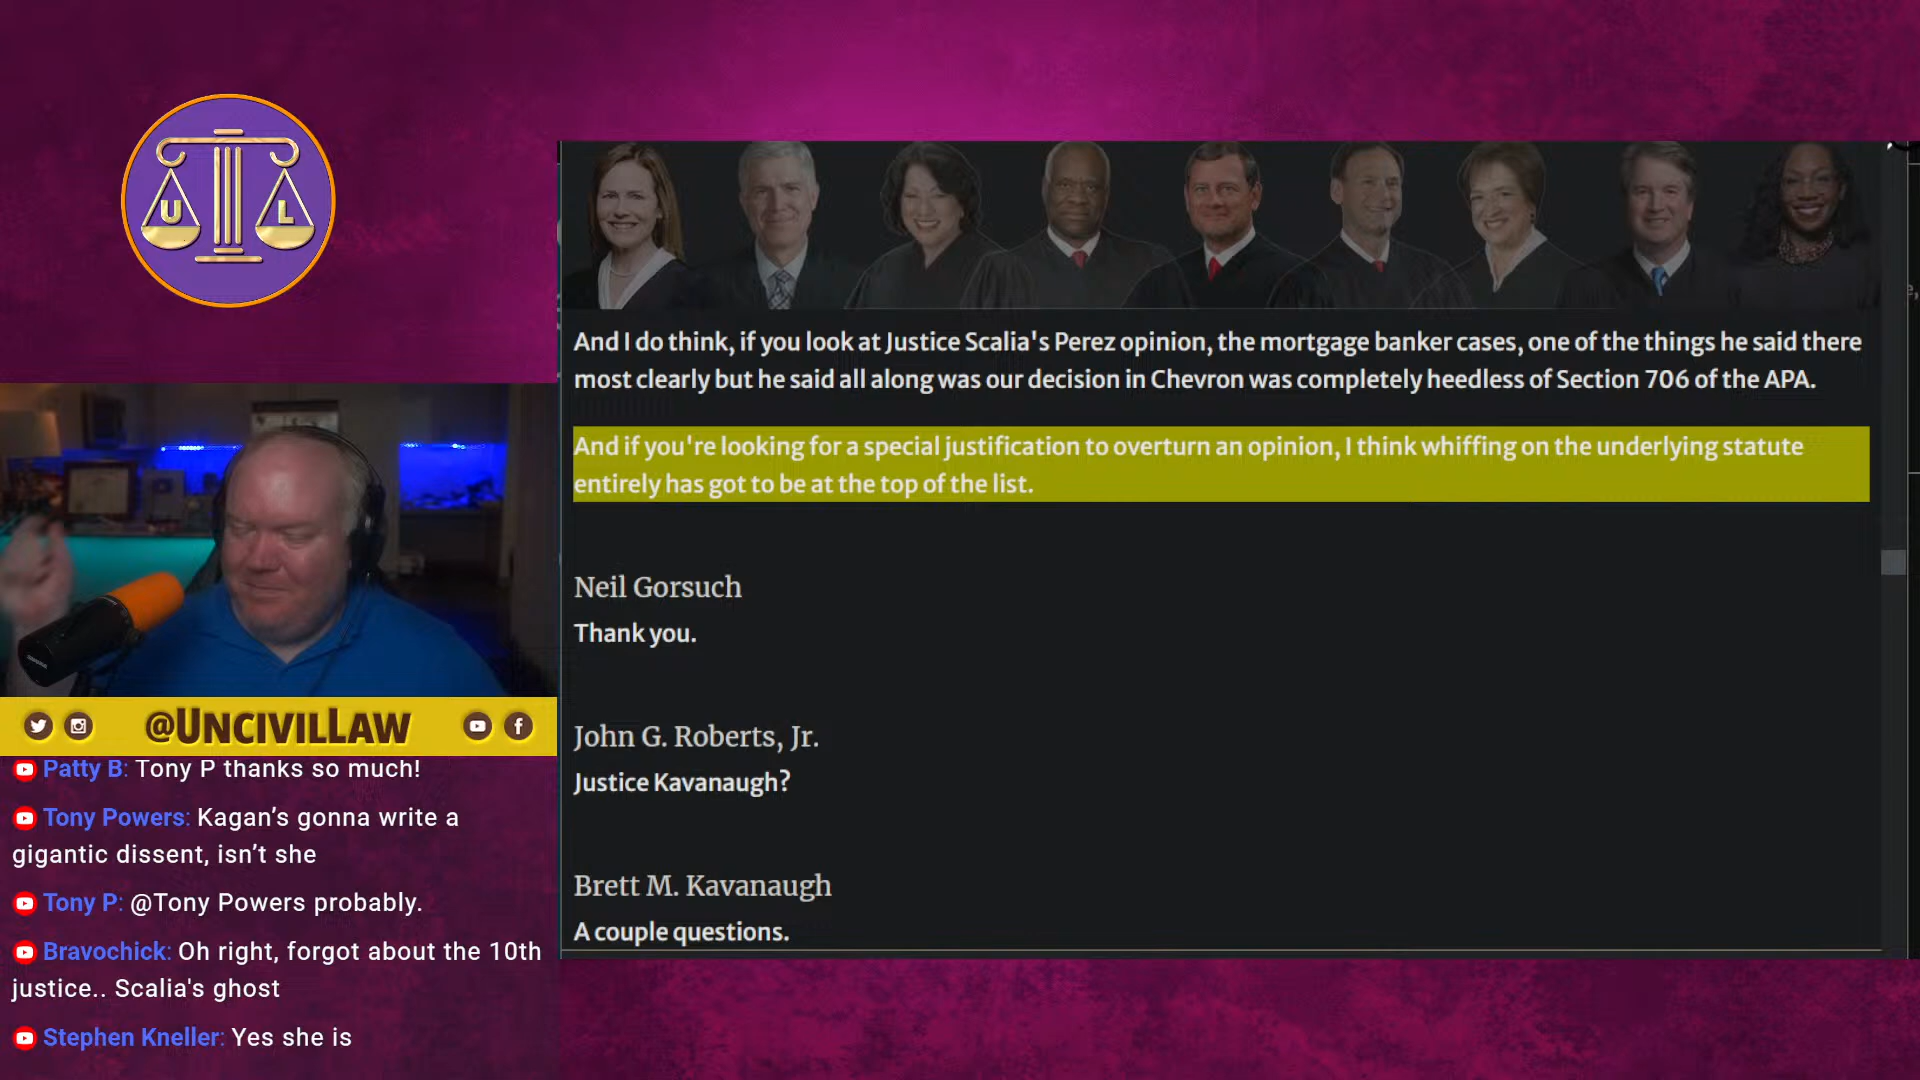 U L
And I do think, if you look at Justice Scalia's Perez opinion, the mortgage banker cases, one of the things he said there
most clearly but he said all along was our decision in Chevron was completely heedless of Section 706 of the APA.
And if you're looking for a special justification to overturn an opinion, I think whiffing on the underlying statute
entirely has got to be at the top of the list.
Neil Gorsuch
Thank you.
John G. Roberts, Jr.
Justice Kavanaugh?
Brett M. Kavanaugh
A couple questions.
@UNCIVILLAW
Patty B: Tony P thanks so much!
Tony Powers: Kagan’s gonna write a
gigantic dissent, isn’t she
Tony P: @Tony Powers probably.
Bravochick: Oh right, forgot about the 10th
justice.. Scalia's ghost
Stephen Kneller: Yes she is